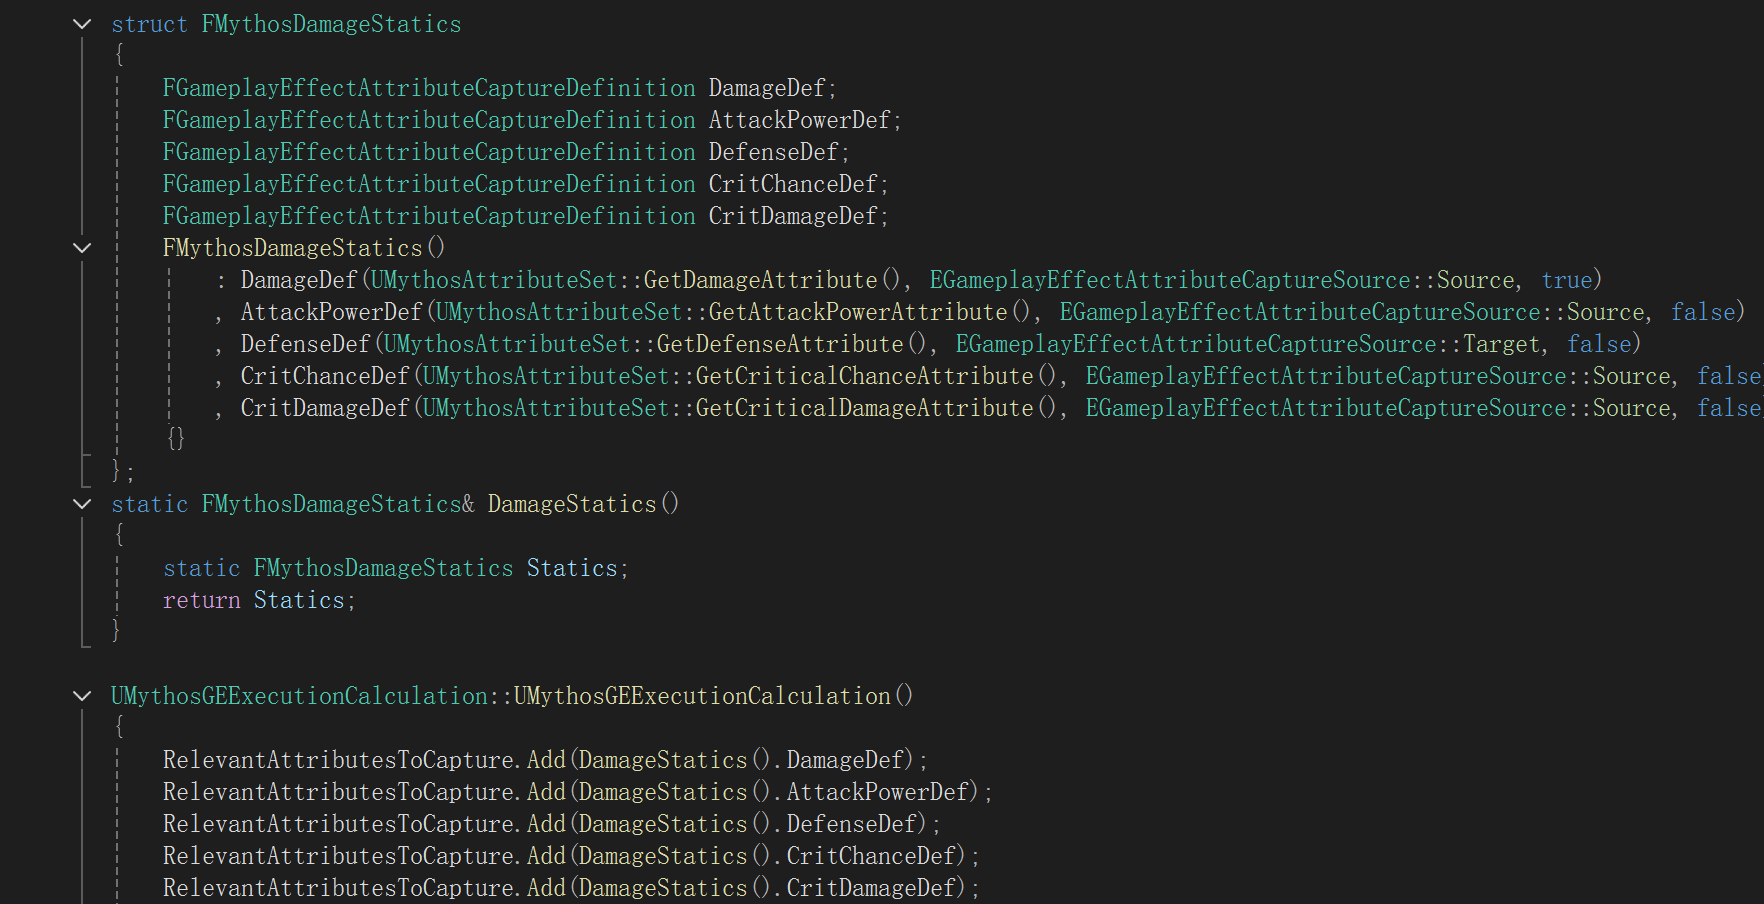 struct FMythosDamageStatics
{
FGameplayEffectAttributeCaptureDefinition DamageDef;
FGameplayEffectAttributeCaptureDefinition AttackPowerDef;
FGameplayEffectAttributeCaptureDefinition DefenseDef;
FGameplayEffectAttributeCaptureDefinition CritChanceDef;
FGameplayEffectAttributeCaptureDefinition CritDamageDef;
FMythosDamageStatics()
: DamageDef(UMythosAttributeSet::GetDamageAttribute(), EGameplayEffectAttributeCaptureSource::Source, true)
, AttackPowerDef(UMythosAttributeSet::GetAttackPowerAttribute(), EGameplayEffectAttributeCaptureSource::Source, false)
, DefenseDef(UMythosAttributeSet::GetDefenseAttribute(), EGameplayEffectAttributeCaptureSource::Target, false)
, CritChanceDef(UMythosAttributeSet::GetCriticalChanceAttribute(), EGameplayEffectAttributeCaptureSource::Source, false)
, CritDamageDef(UMythosAttributeSet::GetCriticalDamageAttribute(), EGameplayEffectAttributeCaptureSource::Source, false)
{}
};
static FMythosDamageStatics& DamageStatics()
{
static FMythosDamageStatics Statics;
return Statics;
}
UMythosGEExecutionCalculation::UMythosGEExecutionCalculation()
{
RelevantAttributesToCapture.Add(DamageStatics().DamageDef);
RelevantAttributesToCapture.Add(DamageStatics().AttackPowerDef);
RelevantAttributesToCapture.Add(DamageStatics().DefenseDef);
RelevantAttributesToCapture.Add(DamageStatics().CritChanceDef);
RelevantAttributesToCapture.Add(DamageStatics().CritDamageDef);